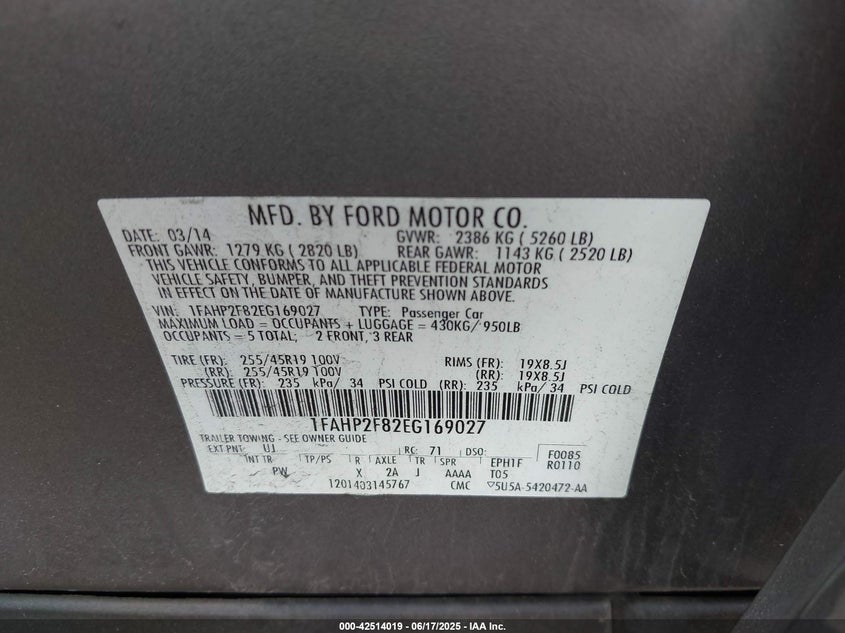 MFD. BY FORD MOTOR CO.
DATE: 03/14 GVWR: 2386 KG ( 5260 LB)
FRONT GAWR: 1279 KG ( 2820 LB) REAR GAWR: 1143 KG ( 2520 LB)
THIS VEHICLE CONFORMS TO ALL APPLICABLE FEDERAL MOTOR
VEHICLE SAFETY, BUMPER, AND THEFT PREVENTION STANDARDS
IN EFFECT ON THE DATE OF MANUFACTURE SHOWN ABOVE.
VIN: 1FAHP2F82EG169027 TYPE: Passenger Car
MAXIMUM LOAD = OCCUPANTS + LUGGAGE = 430KG/ 950LB
OCCUPANTS = 5 TOTAL; 2 FRONT, 3 REAR
TIRE (FR): 255/45R19 100V RIMS (FR): 19X8.5J
(RR): 255/45R19 100V (RR): 19X8.5J
PRESSURE (FR): 235 kPa/ 34 PSI COLD (RR): 235 kPa/ 34 PSI COLD
1FAHP2F82EG169027
TRAILER TOWING - SEE OWNER GUIDE
EXT PNT: UJ RC: 71 DSO: F0085
INT TR TP/PS R AXLE TR SPR EPH1F R0110
PW X 2A J AAAA T05
1201403145767 CMC 5U5A-5420472-AA
000-42514019 - 06/17/2025 - IAA Inc.